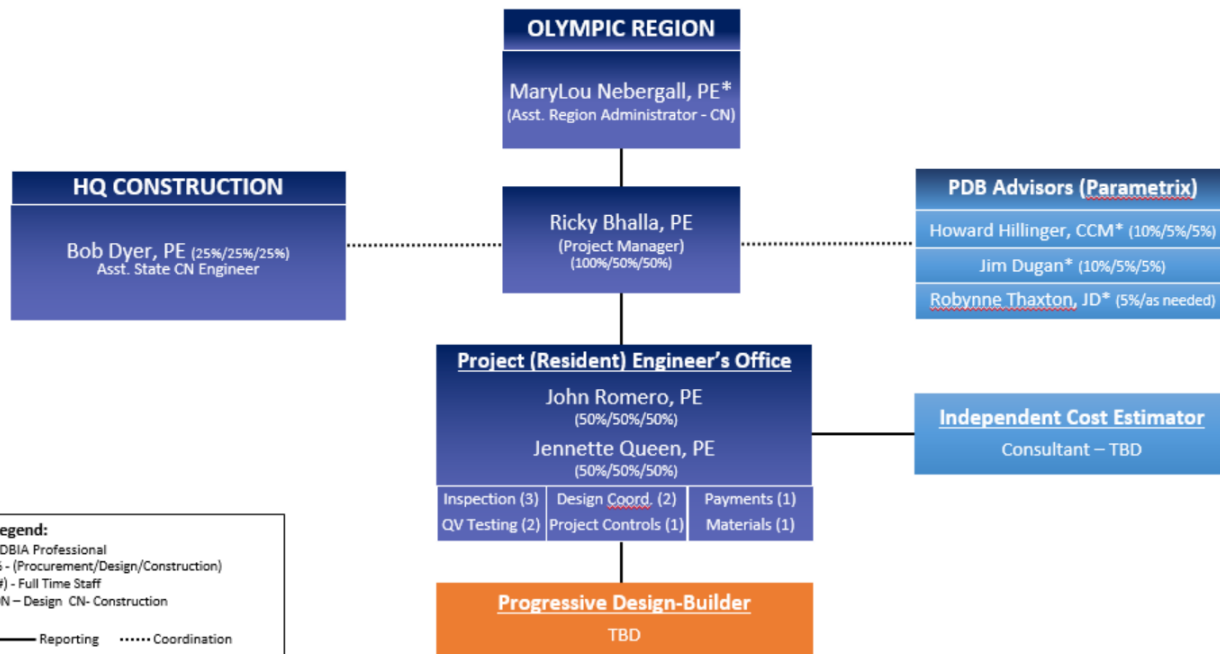 OLYMPIC REGION
MaryLou Nebergall, PE*
(Asst. Region Administrator - CN)
HQ CONSTRUCTION
Bob Dyer, PE (25%/25%/25%)
Asst. State CN Engineer
Ricky Bhalla, PE
(Project Manager)
(100%/50%/50%)
PDB Advisors (Parametrix)
Howard Hillinger, CCM* (10%/5%/5%)
Jim Dugan* (10%/5%/5%)
Robynne Thaxton, JD* (5%/as needed)
Project (Resident) Engineer's Office
John Romero, PE
(50%/50%/50%)
Jennette Queen, PE
(50%/50%/50%)
Inspection (3)
QV Testing (2)
Design Coord. (2)
Project Controls (1)
Payments (1)
Materials (1)
Independent Cost Estimator
Consultant – TBD
egend:
DBIA Professional
- (Procurement/Design/Construction)
) - Full Time Staff
N – Design CN- Construction
Reporting
Coordination
Progressive Design-Builder
TBD